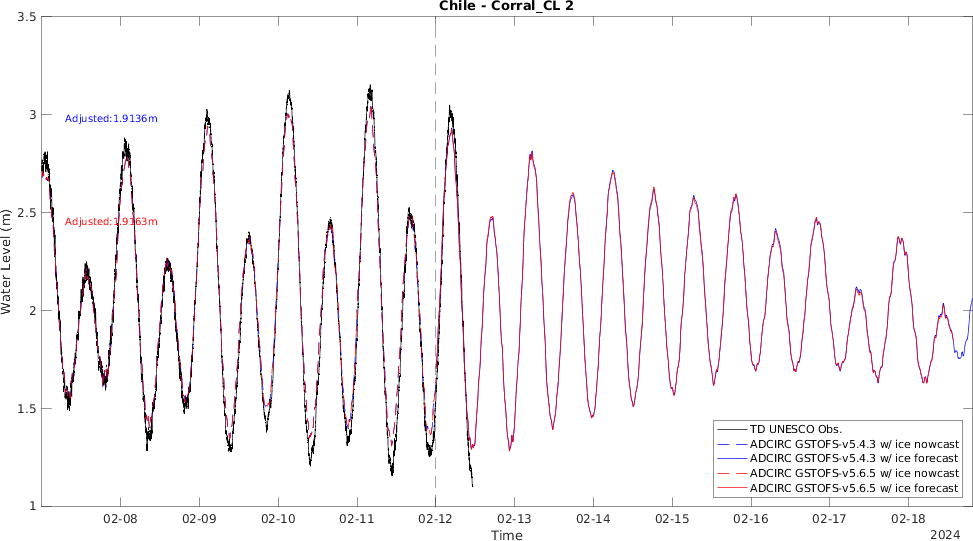 Chile - Corral_CL 2
3.5
3
2.5
2
1.5
1
Water Level (m)
Adjusted:1.9136m
Adjusted:1.9163m
TD UNESCO Obs.
ADCIRC GSTOFS-v5.4.3 w/ ice nowcast
ADCIRC GSTOFS-v5.4.3 w/ ice forecast
ADCIRC GSTOFS-v5.6.5 w/ ice nowcast
ADCIRC GSTOFS-v5.6.5 w/ ice forecast
02-08 02-09 02-10 02-11 02-12 02-13 02-14 02-15 02-16 02-17 02-18
Time
2024